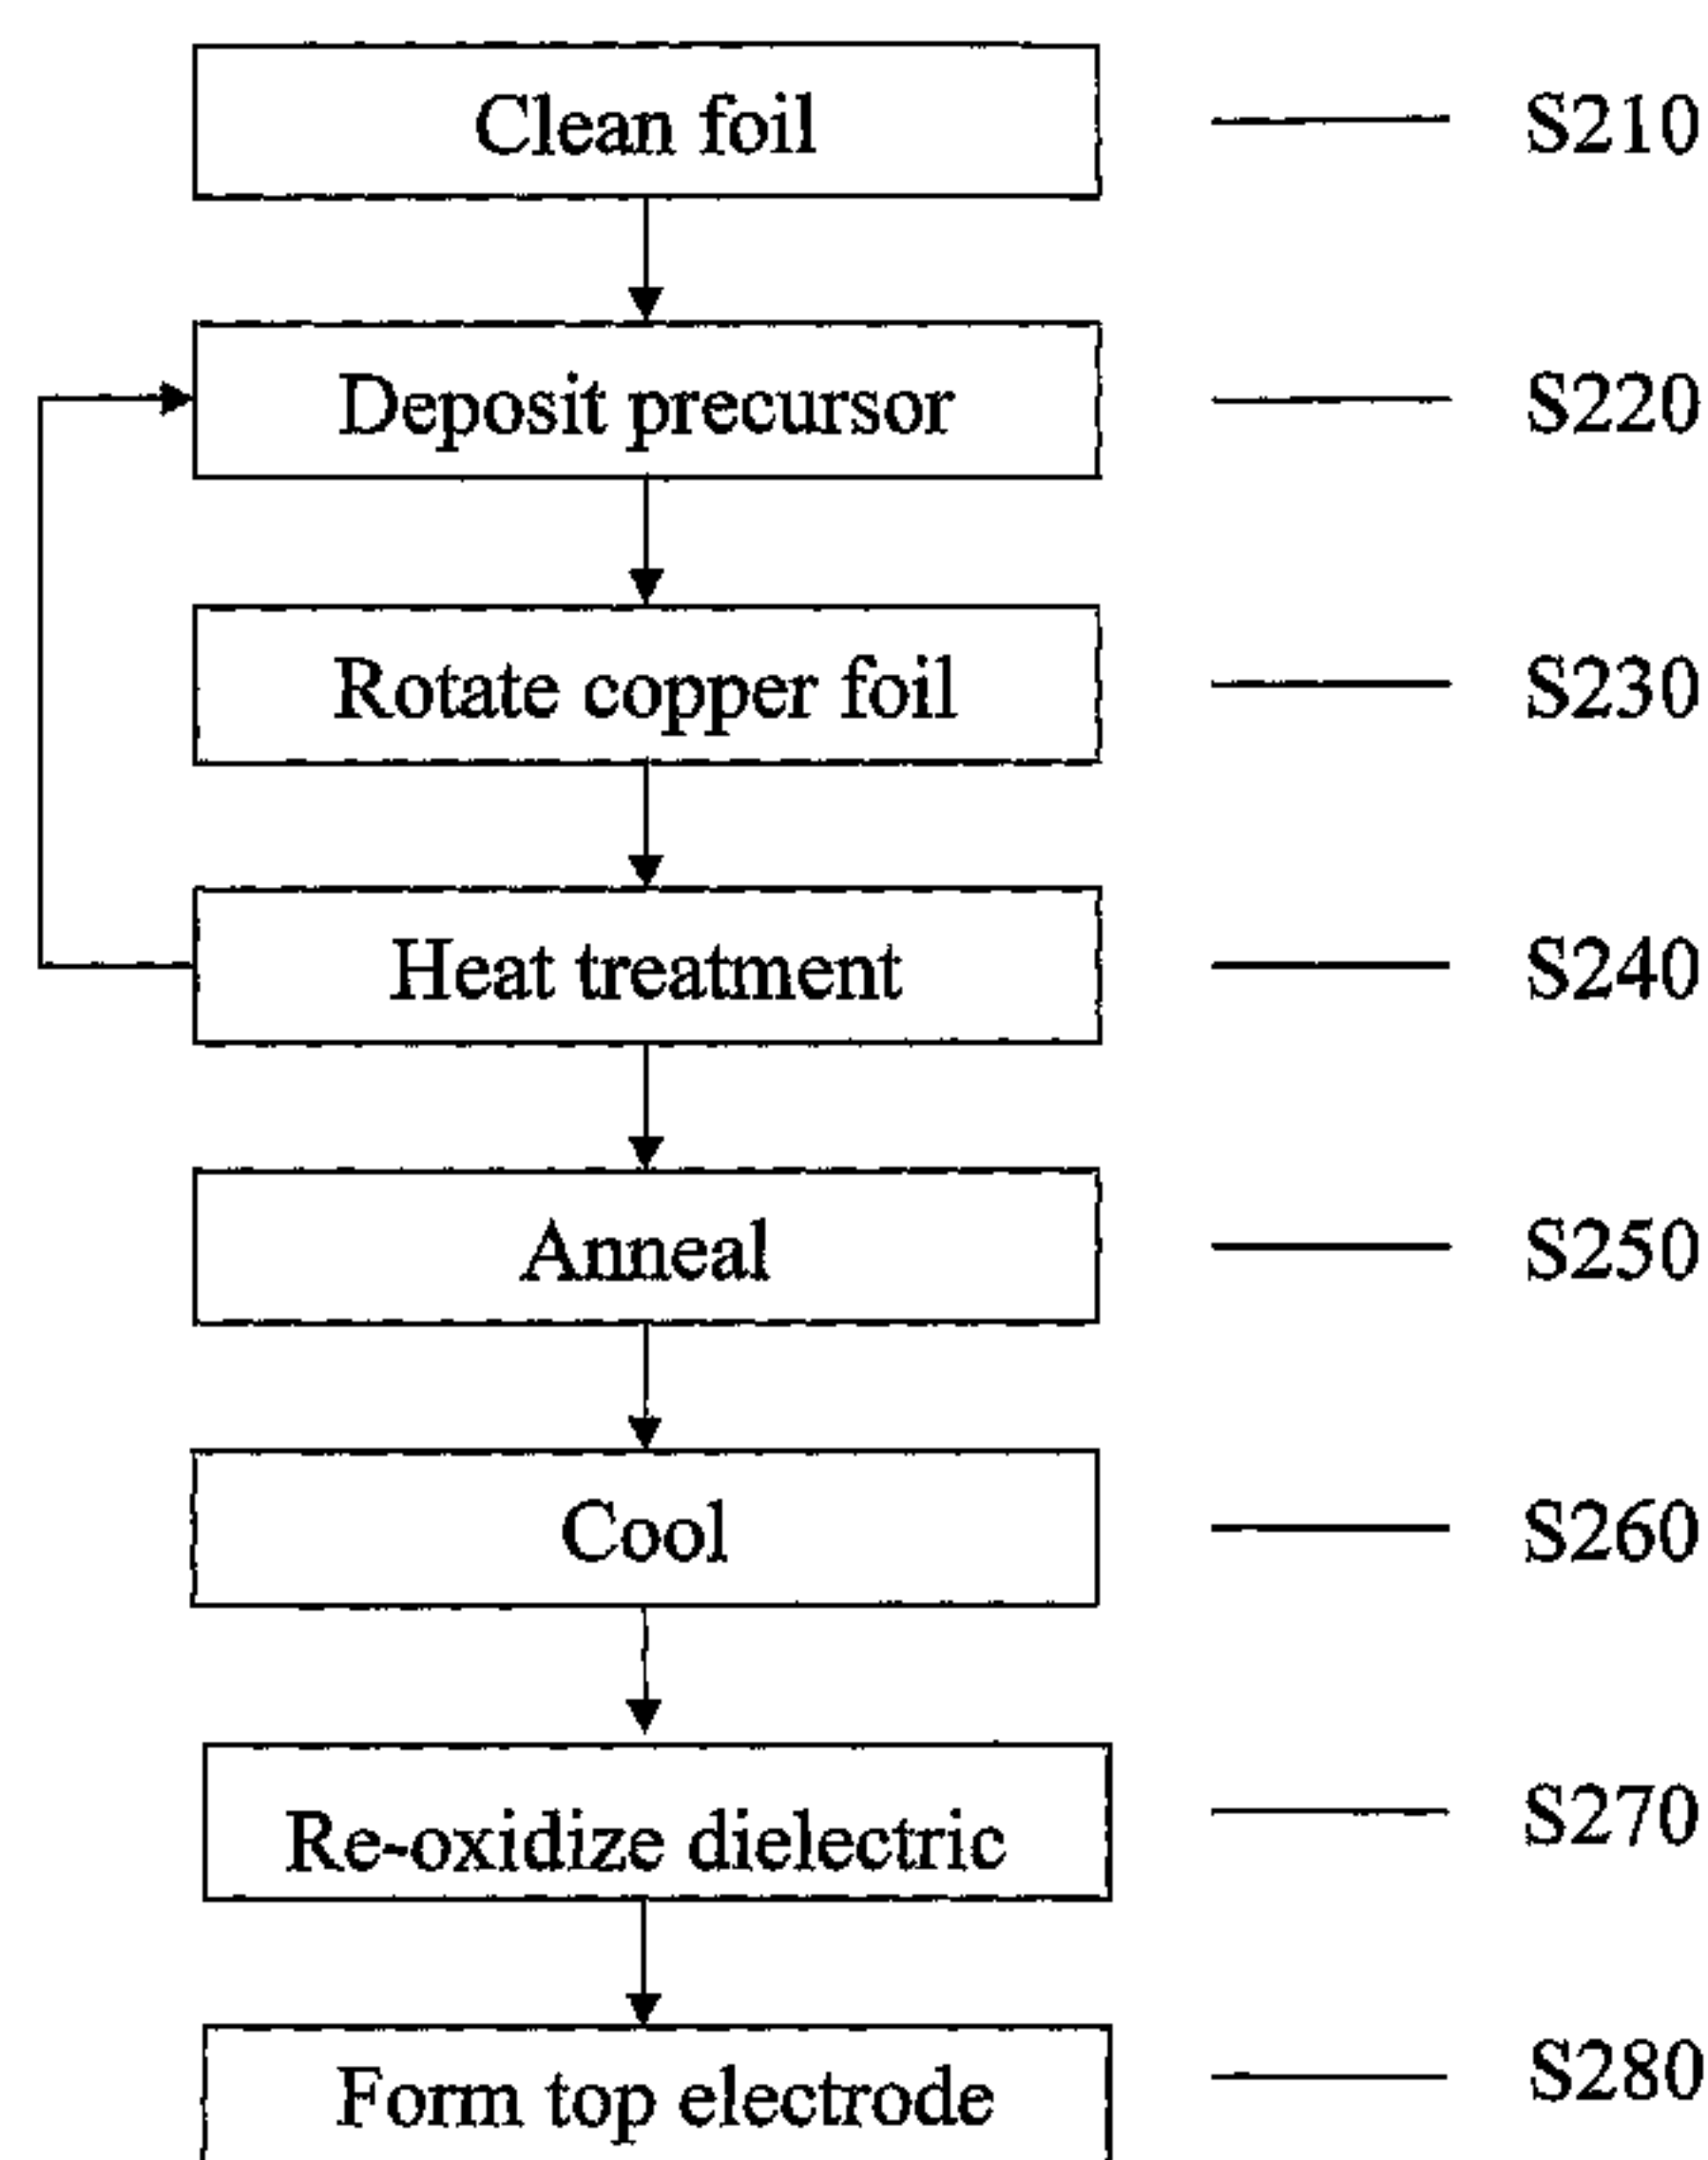 Clean foil S210
Deposit precursor S220
Rotate copper foil S230
Heat treatment S240
Anneal S250
Cool S260
Re-oxidize dielectric S270
Form top electrode S280